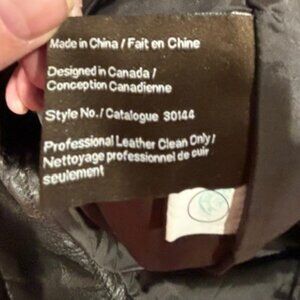 Made in China / Fait en Chine
Designed in Canada /
Conception Canadienne
Style No. / Catalogue 30144
Professional Leather Clean Only /
Nettoyage professionnel de cuir
seulement